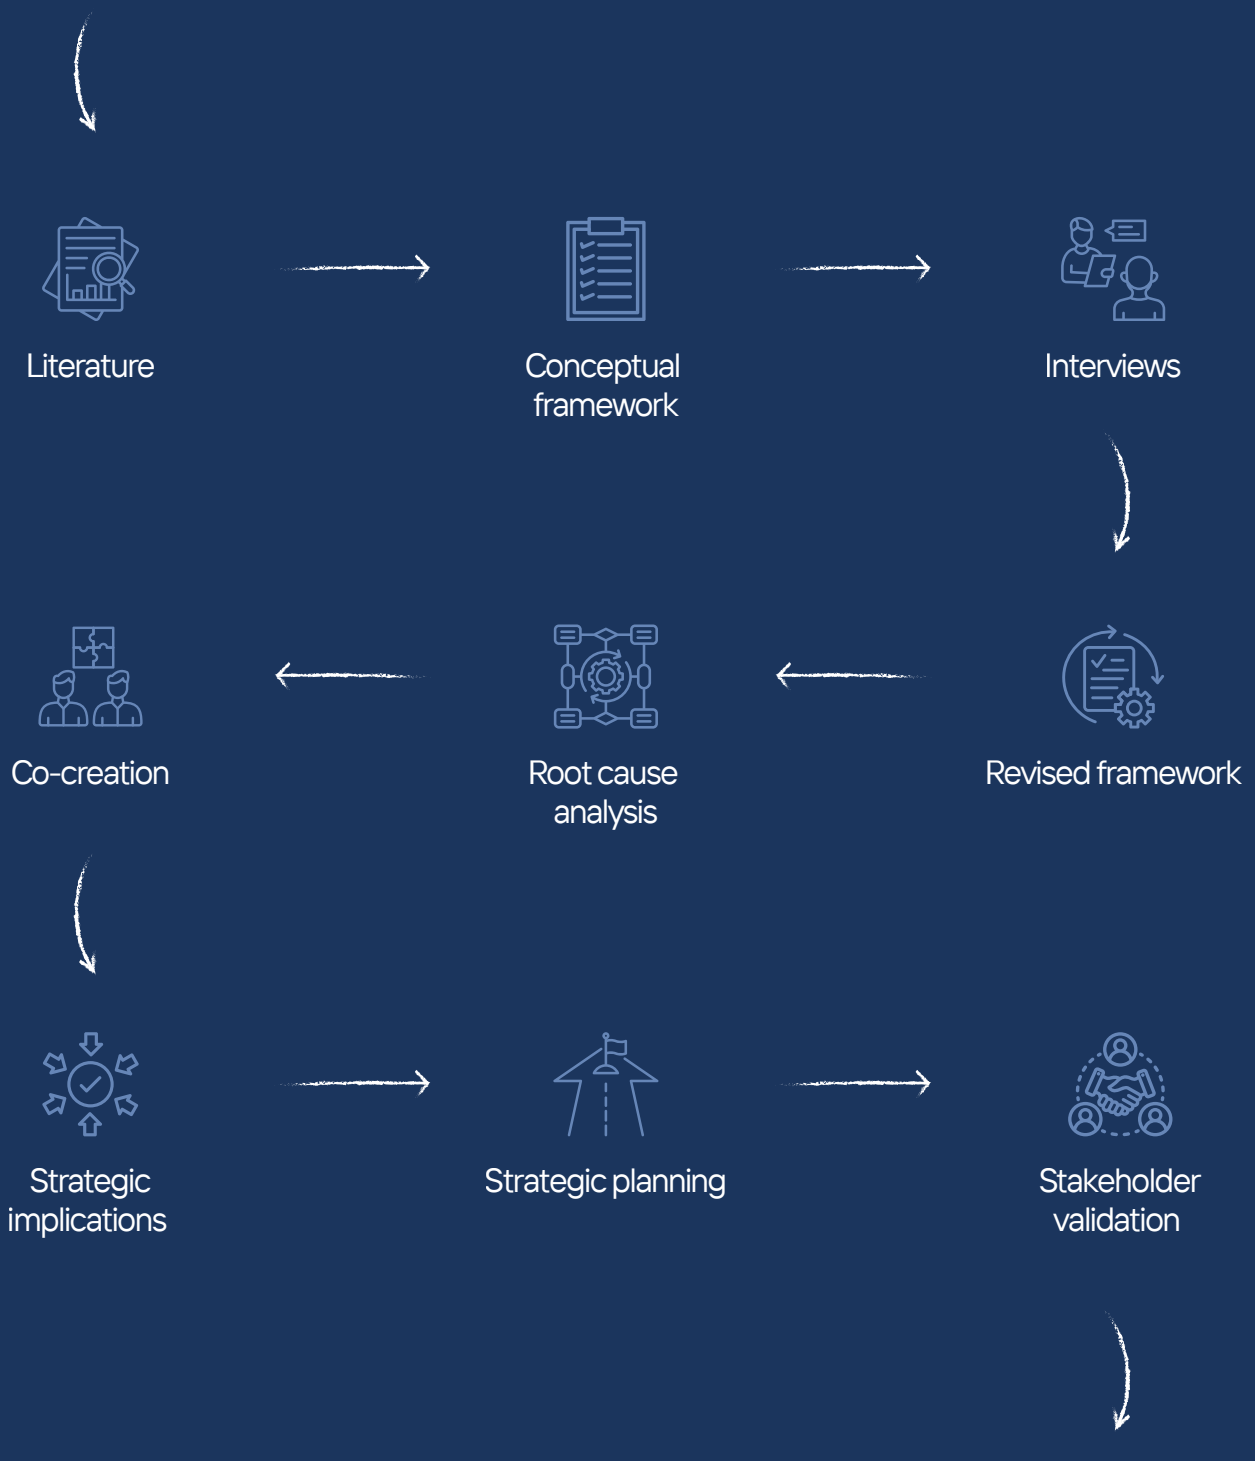 Literature
Conceptual
framework
Interviews
Co-creation
Root cause
analysis
Revised framework
Strategic
implications
Strategic planning
Stakeholder
validation